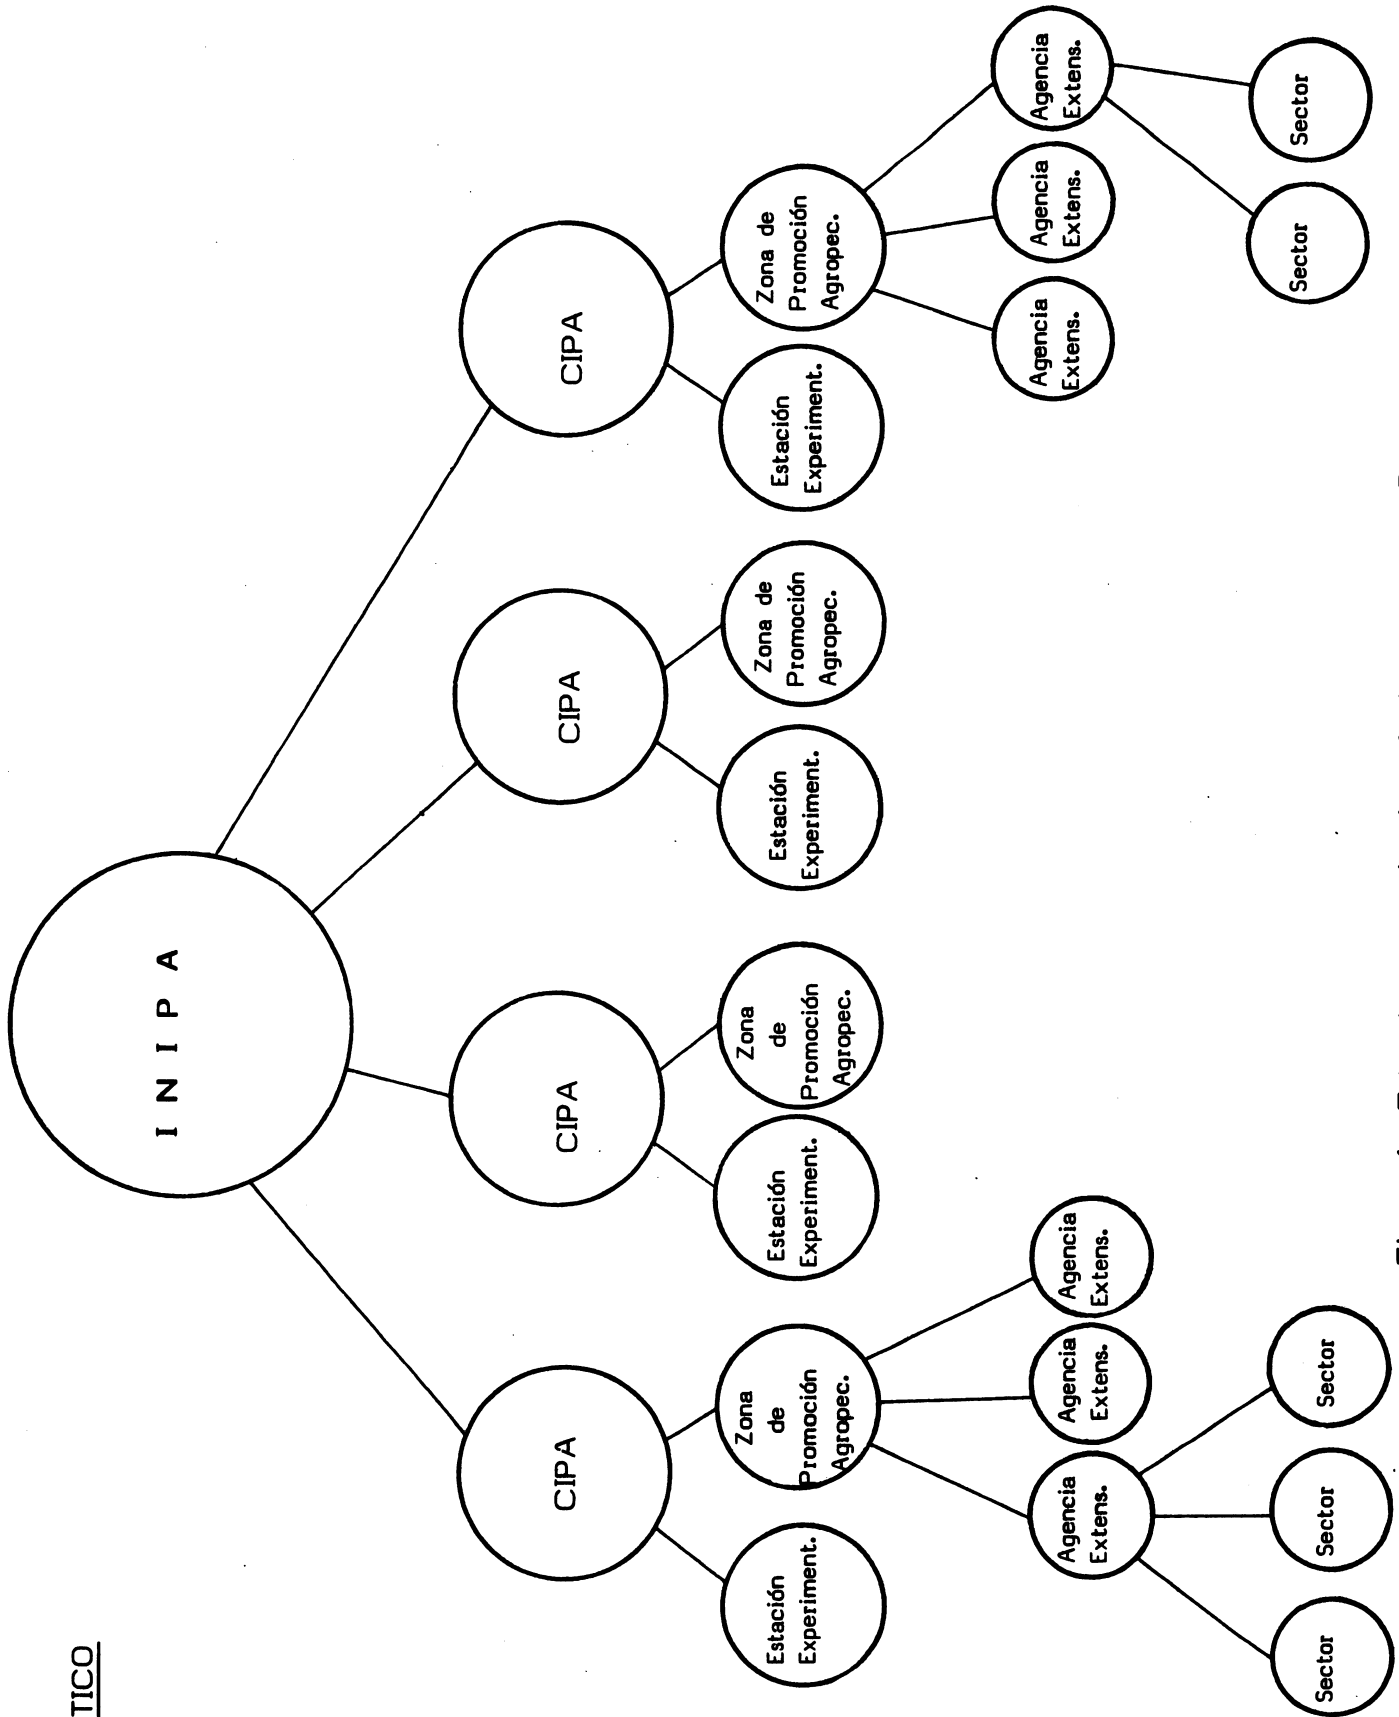 TICO
I N I P A
CIPA
CIPA
CIPA
CIPA
Estación
Experiment.
Zona
de
Promoción
Agropec.
Estación
Experiment.
Zona
de
Promoción
Agropec.
Estación
Experiment.
Zona de
Promoción
Agropec.
Estación
Experiment.
Zona de
Promoción
Agropec.
Agencia
Extens.
Agencia
Extens.
Agencia
Extens.
Agencia
Extens.
Agencia
Extens.
Agencia
Extens.
Sector
Sector
Sector
Sector
Sector